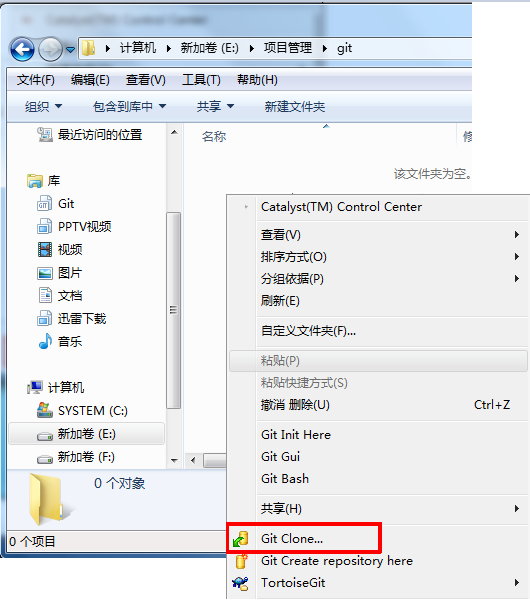 Catalyst(TM) Control Center
计算机 新加卷 (E:) 项目管理 git
文件(F) 编辑(E) 查看(V) 工具(T) 帮助(H)
组织 包含到库中 共享 新建文件夹
最近访问的位置
库
Git
PPTV视频
视频
图片
文档
迅雷下载
音乐
计算机
SYSTEM (C:)
新加卷 (E:)
新加卷 (F:)
名称 修
该文件夹为空。
Catalyst(TM) Control Center
查看(V)
排序方式(O)
分组依据(P)
刷新(E)
自定义文件夹(F)...
粘贴(P)
粘贴快捷方式(S)
撤消 删除(U) Ctrl+Z
Git Init Here
Git Gui
Git Bash
共享(H)
Git Clone...
Git Create repository here
TortoiseGit
0 个对象
0 个项目